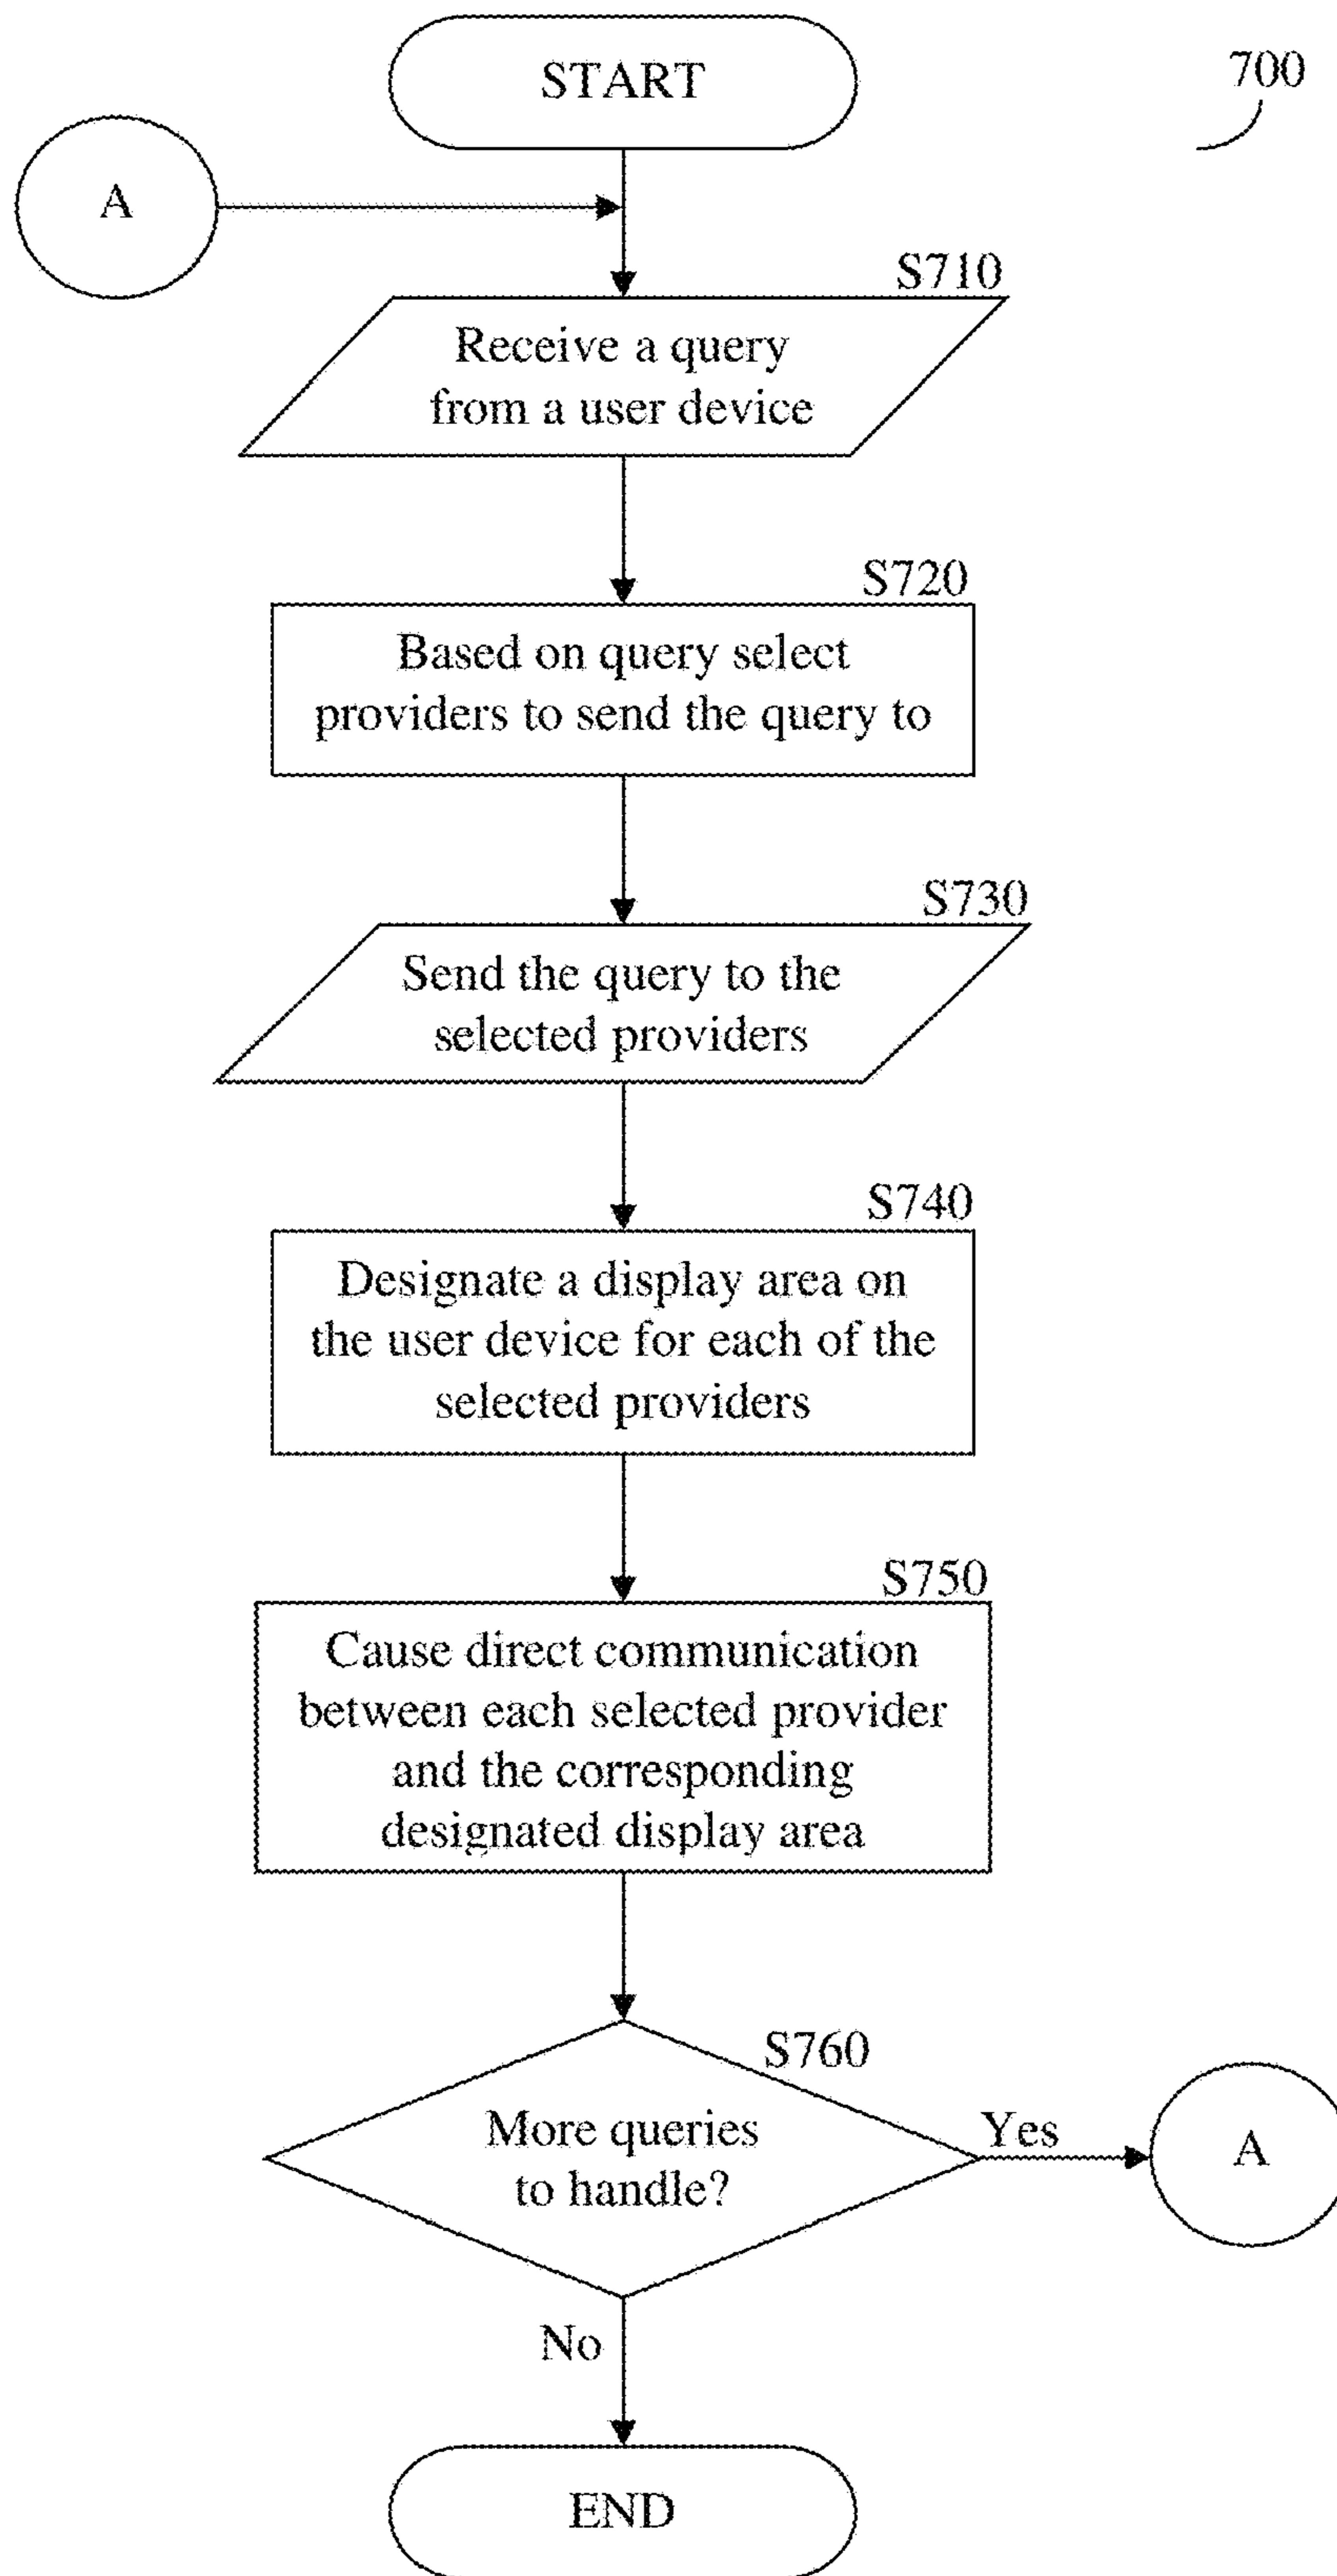 START
700
A
S710
Receive a query
from a user device
S720
Based on query select
providers to send the query to
S730
Send the query to the
selected providers
S740
Designate a display area on
the user device for each of the
selected providers
S750
Cause direct communication
between each selected provider
and the corresponding
designated display area
S760
More queries
to handle?
Yes
A
No
END